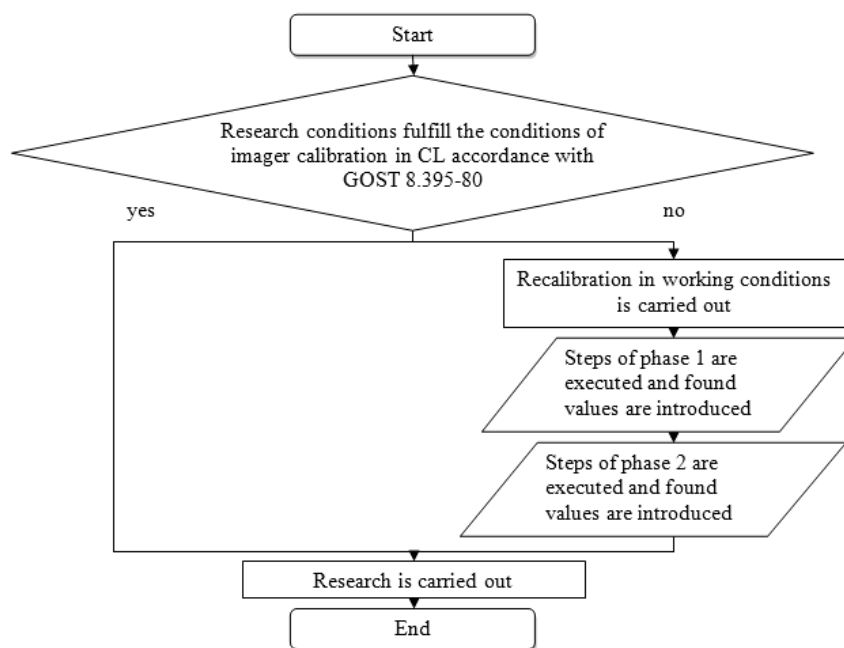 Start
Research conditions fulfill the conditions of
imager calibration in CL accordance with
GOST 8.395-80
yes
no
Recalibration in working conditions
is carried out
Steps of phase 1 are
executed and found
values are introduced
Steps of phase 2 are
executed and found
values are introduced
Research is carried out
End